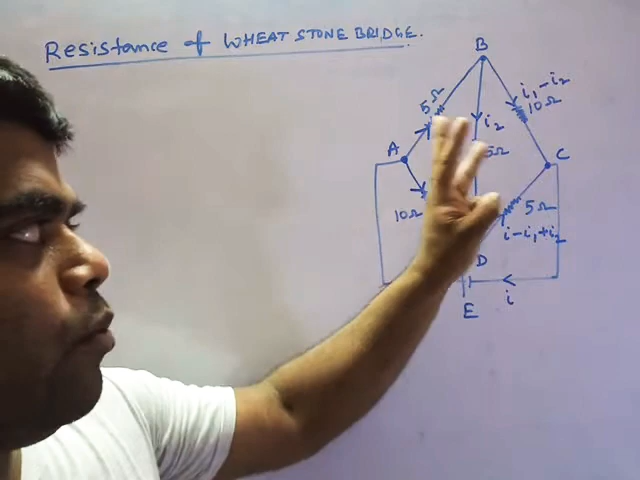 Resistance of WHEAT STONE BRIDGE.
B
5Ω
i₁-i₂
10Ω
i₂
A
5Ω
C
10Ω
5Ω
i-i₁+i₂
D
i
E